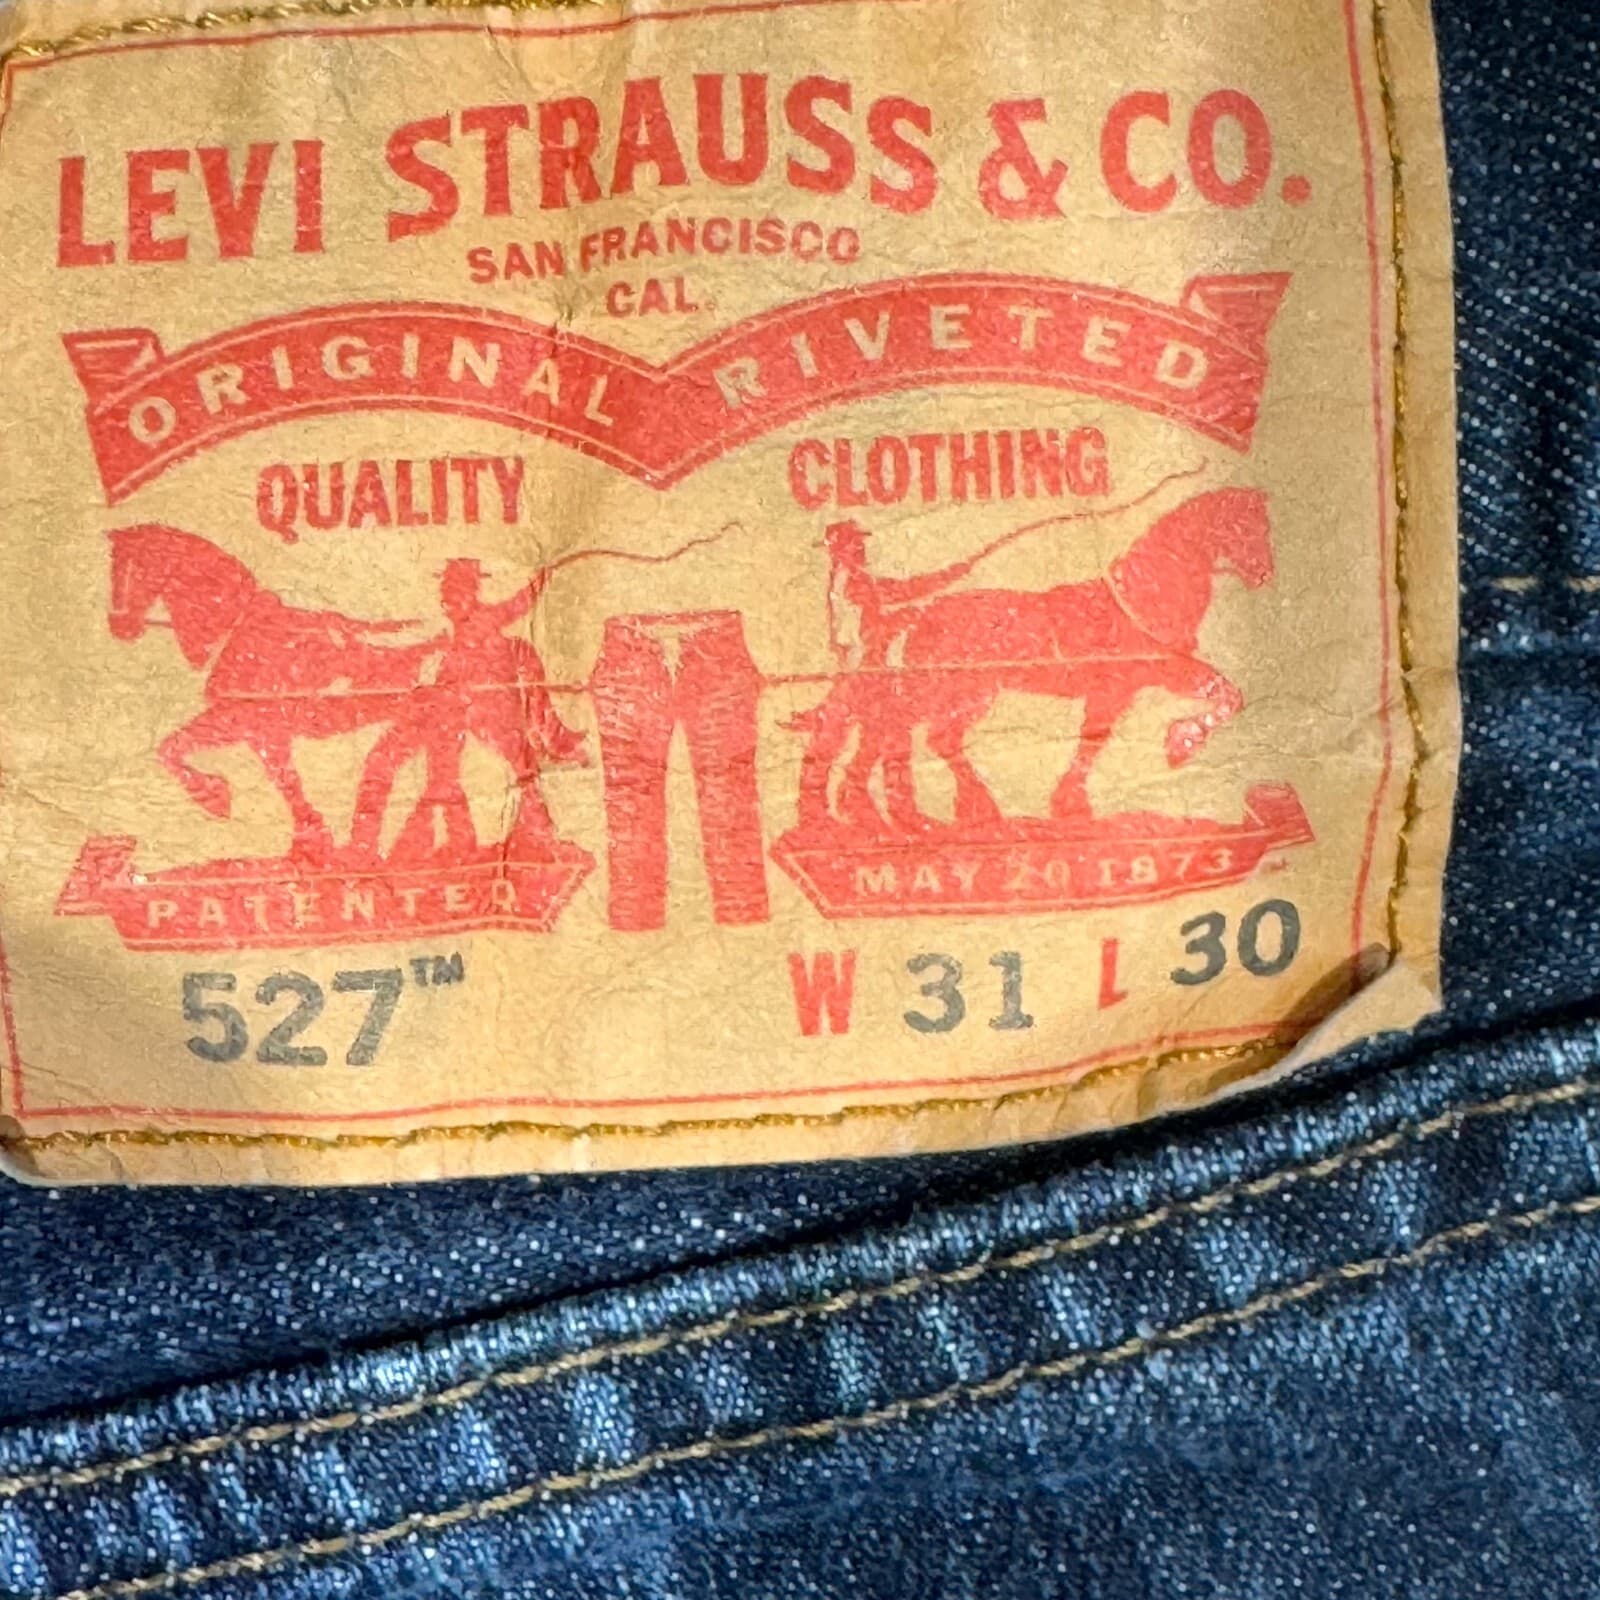 LEVI STRAUSS & CO.
SAN FRANCISCO
CAL.
ORIGINAL RIVETED
QUALITY CLOTHING
PATENTED MAY 20 1873
527™ W 31 L 30